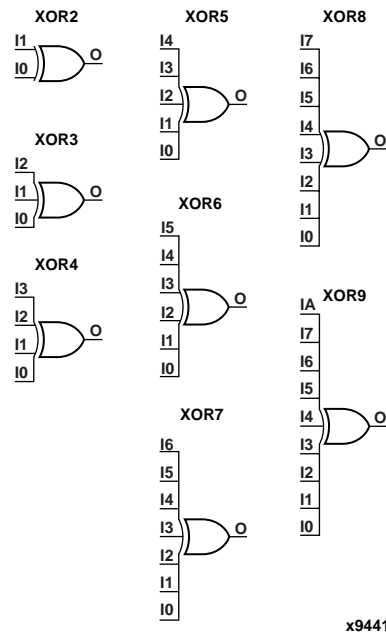 XOR2
I1
I0
O
XOR3
I2
I1
I0
O
XOR4
I3
I2
I1
I0
O
XOR5
I4
I3
I2
I1
I0
O
XOR6
I5
I4
I3
I2
I1
I0
O
XOR7
I6
I5
I4
I3
I2
I1
I0
O
XOR8
I7
I6
I5
I4
I3
I2
I1
I0
O
XOR9
IA
I7
I6
I5
I4
I3
I2
I1
I0
O
x9441